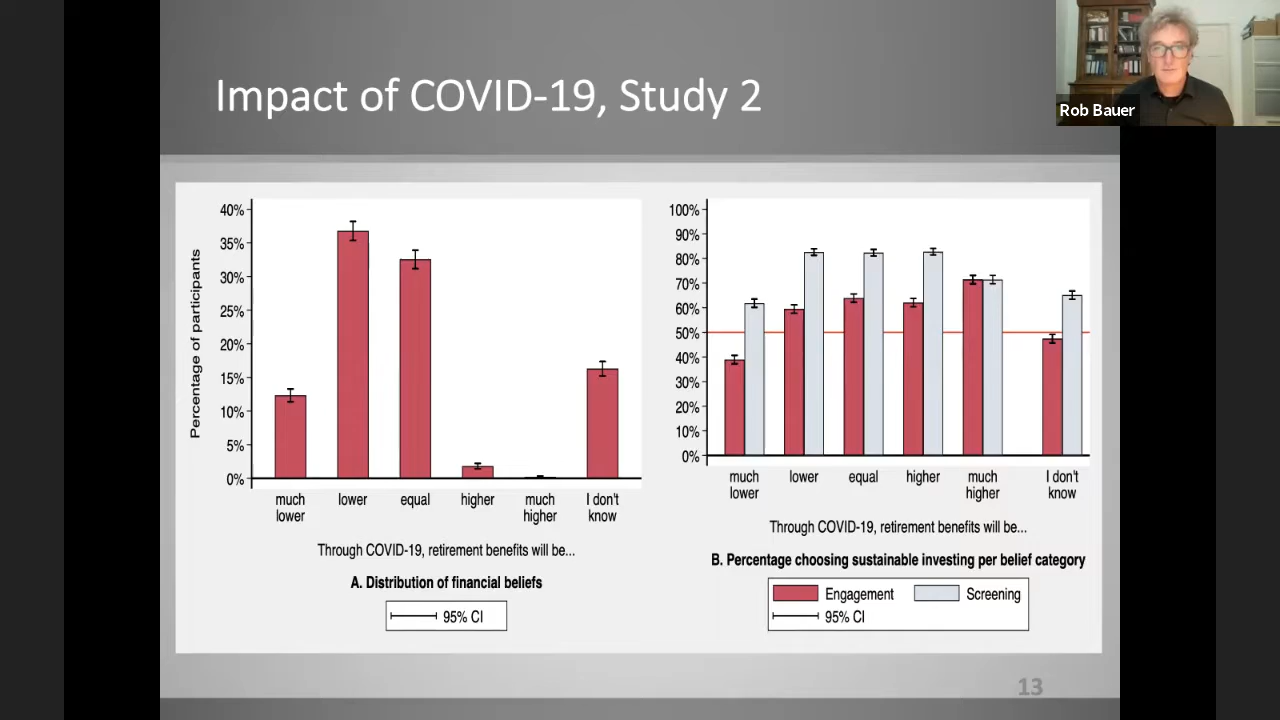 Impact of COVID-19, Study 2
Rob Bauer
Percentage of participants
40%
35%
30%
25%
20%
15%
10%
5%
0%
much lower
lower
equal
higher
much higher
I don't know
Through COVID-19, retirement benefits will be...
A. Distribution of financial beliefs
95% CI
100%
90%
80%
70%
60%
50%
40%
30%
20%
10%
0%
much lower
lower
equal
higher
much higher
I don't know
Through COVID-19, retirement benefits will be...
B. Percentage choosing sustainable investing per belief category
Engagement
Screening
95% CI
13